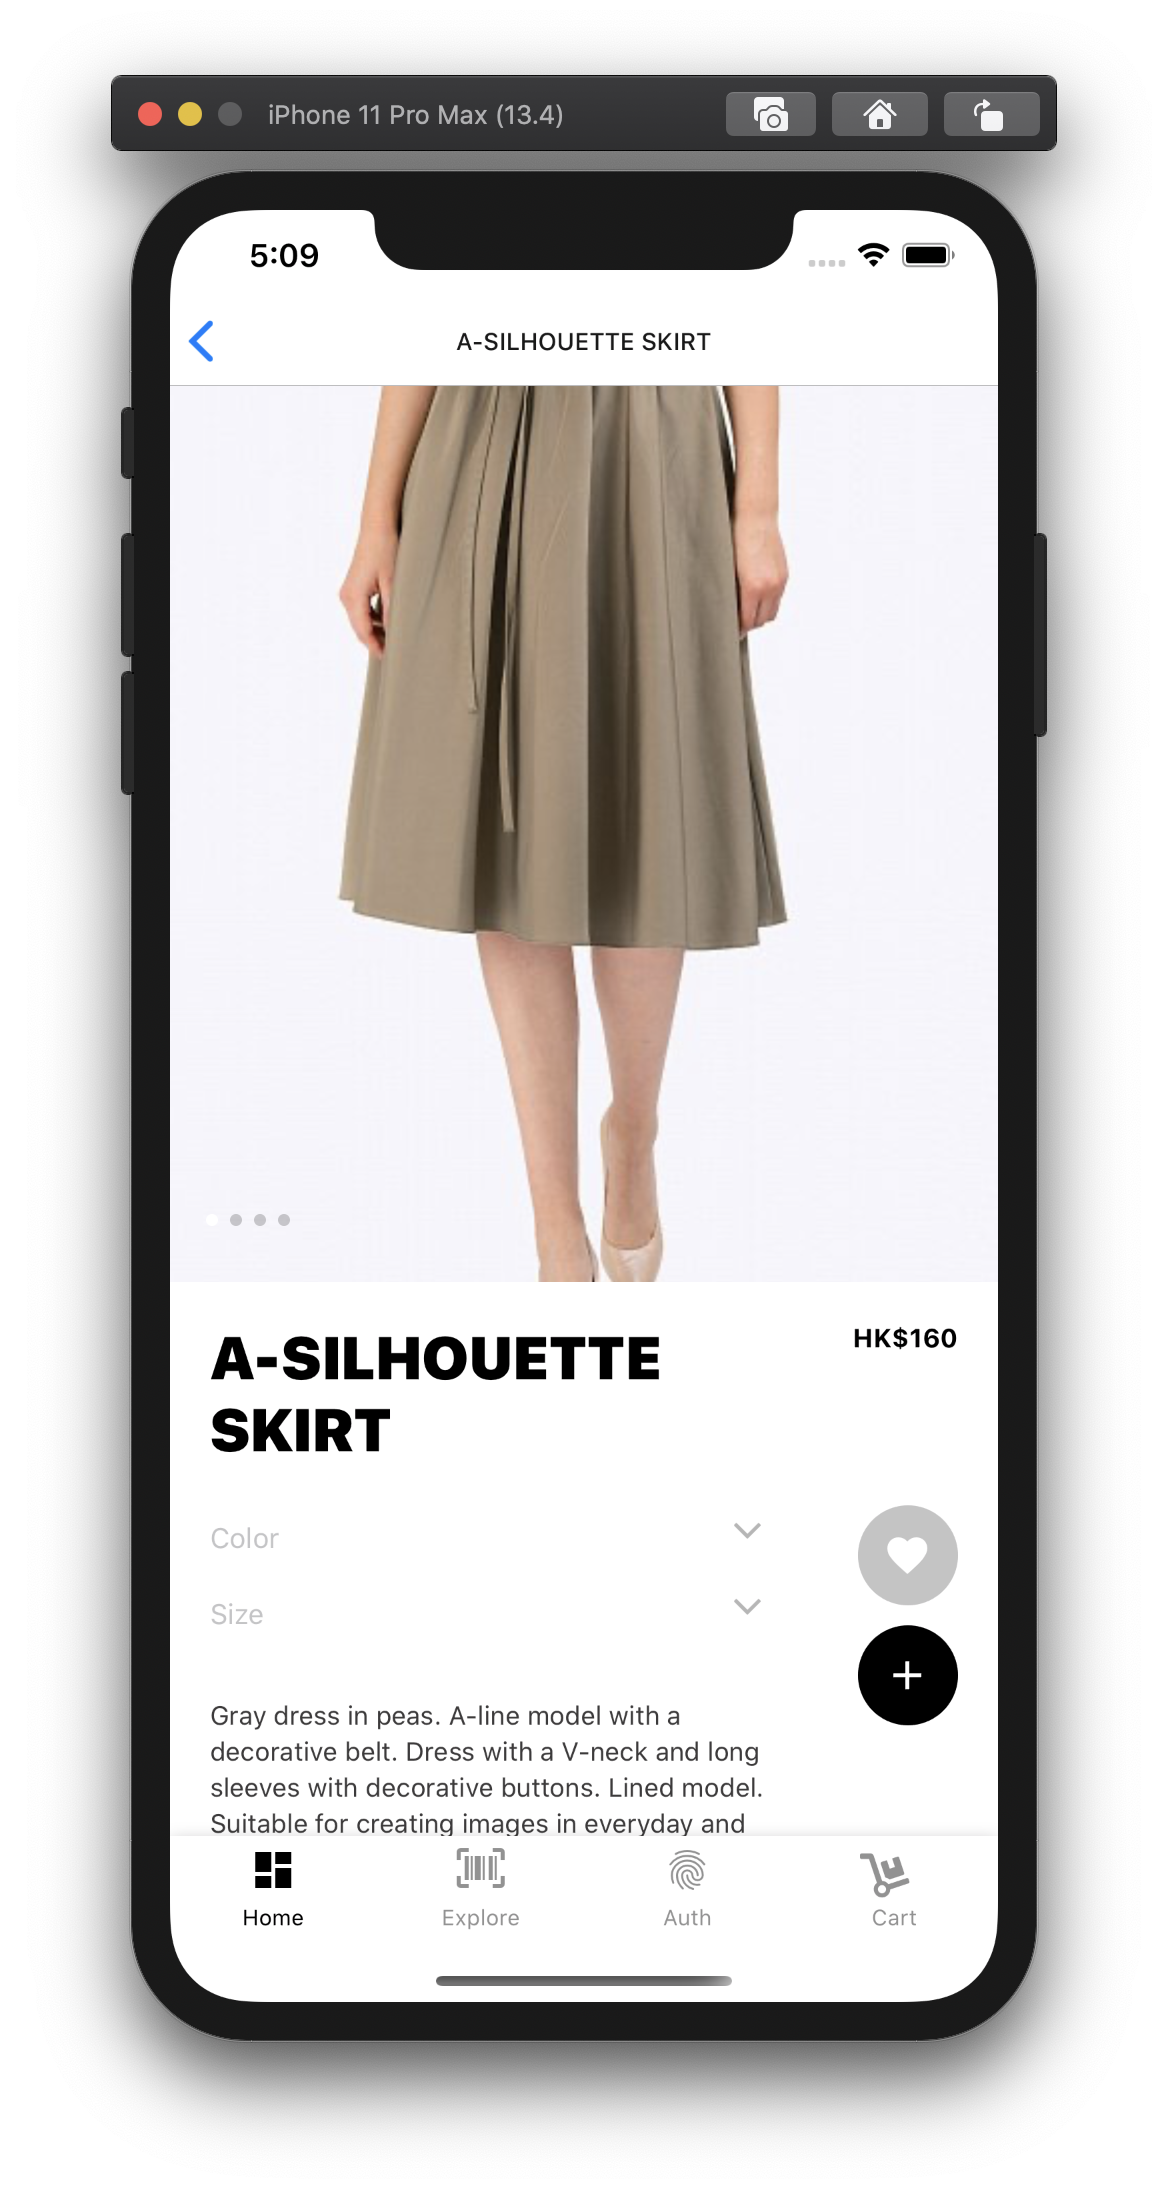 iPhone 11 Pro Max (13.4)
5:09
A-SILHOUETTE SKIRT
A-SILHOUETTE
SKIRT
HK$160
Color
Size
Gray dress in peas. A-line model with a
decorative belt. Dress with a V-neck and long
sleeves with decorative buttons. Lined model.
Suitable for creating images in everyday and
Home
Explore
Auth
Cart